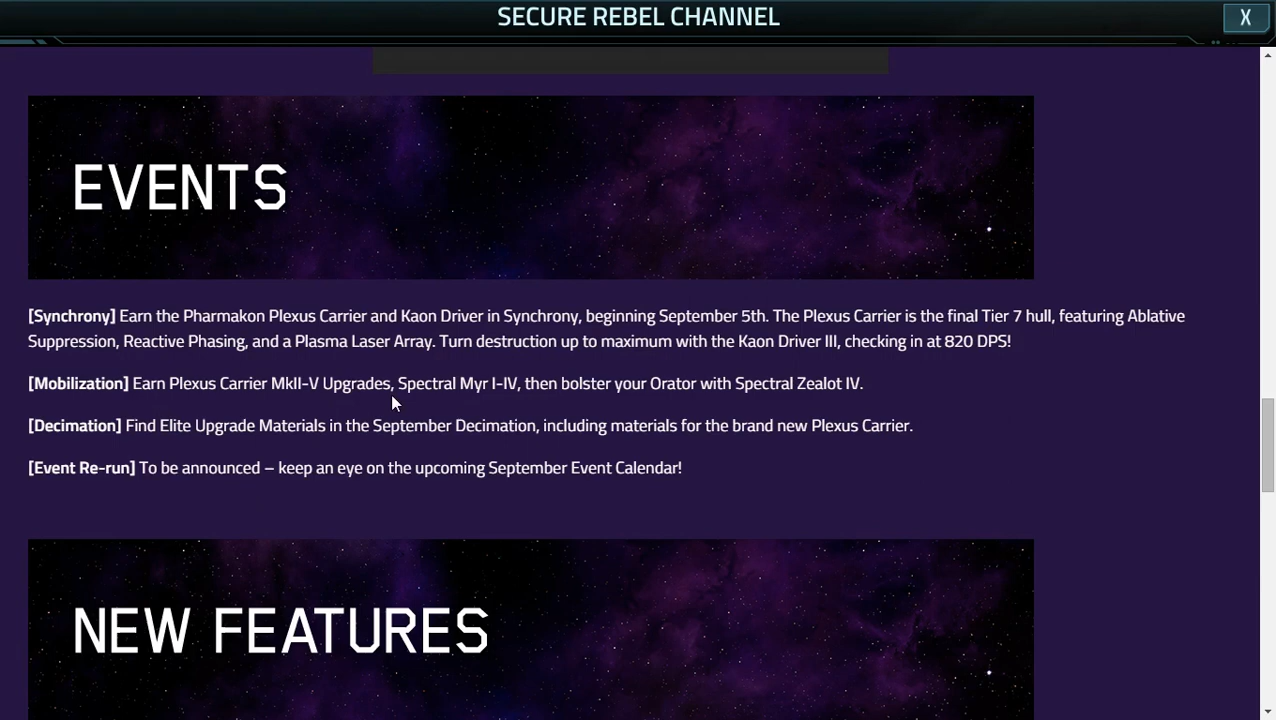 SECURE REBEL CHANNEL
X
EVENTS
[Synchrony] Earn the Pharmakon Plexus Carrier and Kaon Driver in Synchrony, beginning September 5th. The Plexus Carrier is the final Tier 7 hull, featuring Ablative
Suppression, Reactive Phasing, and a Plasma Laser Array. Turn destruction up to maximum with the Kaon Driver III, checking in at 820 DPS!
[Mobilization] Earn Plexus Carrier MkII-V Upgrades, Spectral Myr I-IV, then bolster your Orator with Spectral Zealot IV.
[Decimation] Find Elite Upgrade Materials in the September Decimation, including materials for the brand new Plexus Carrier.
[Event Re-run] To be announced – keep an eye on the upcoming September Event Calendar!
NEW FEATURES